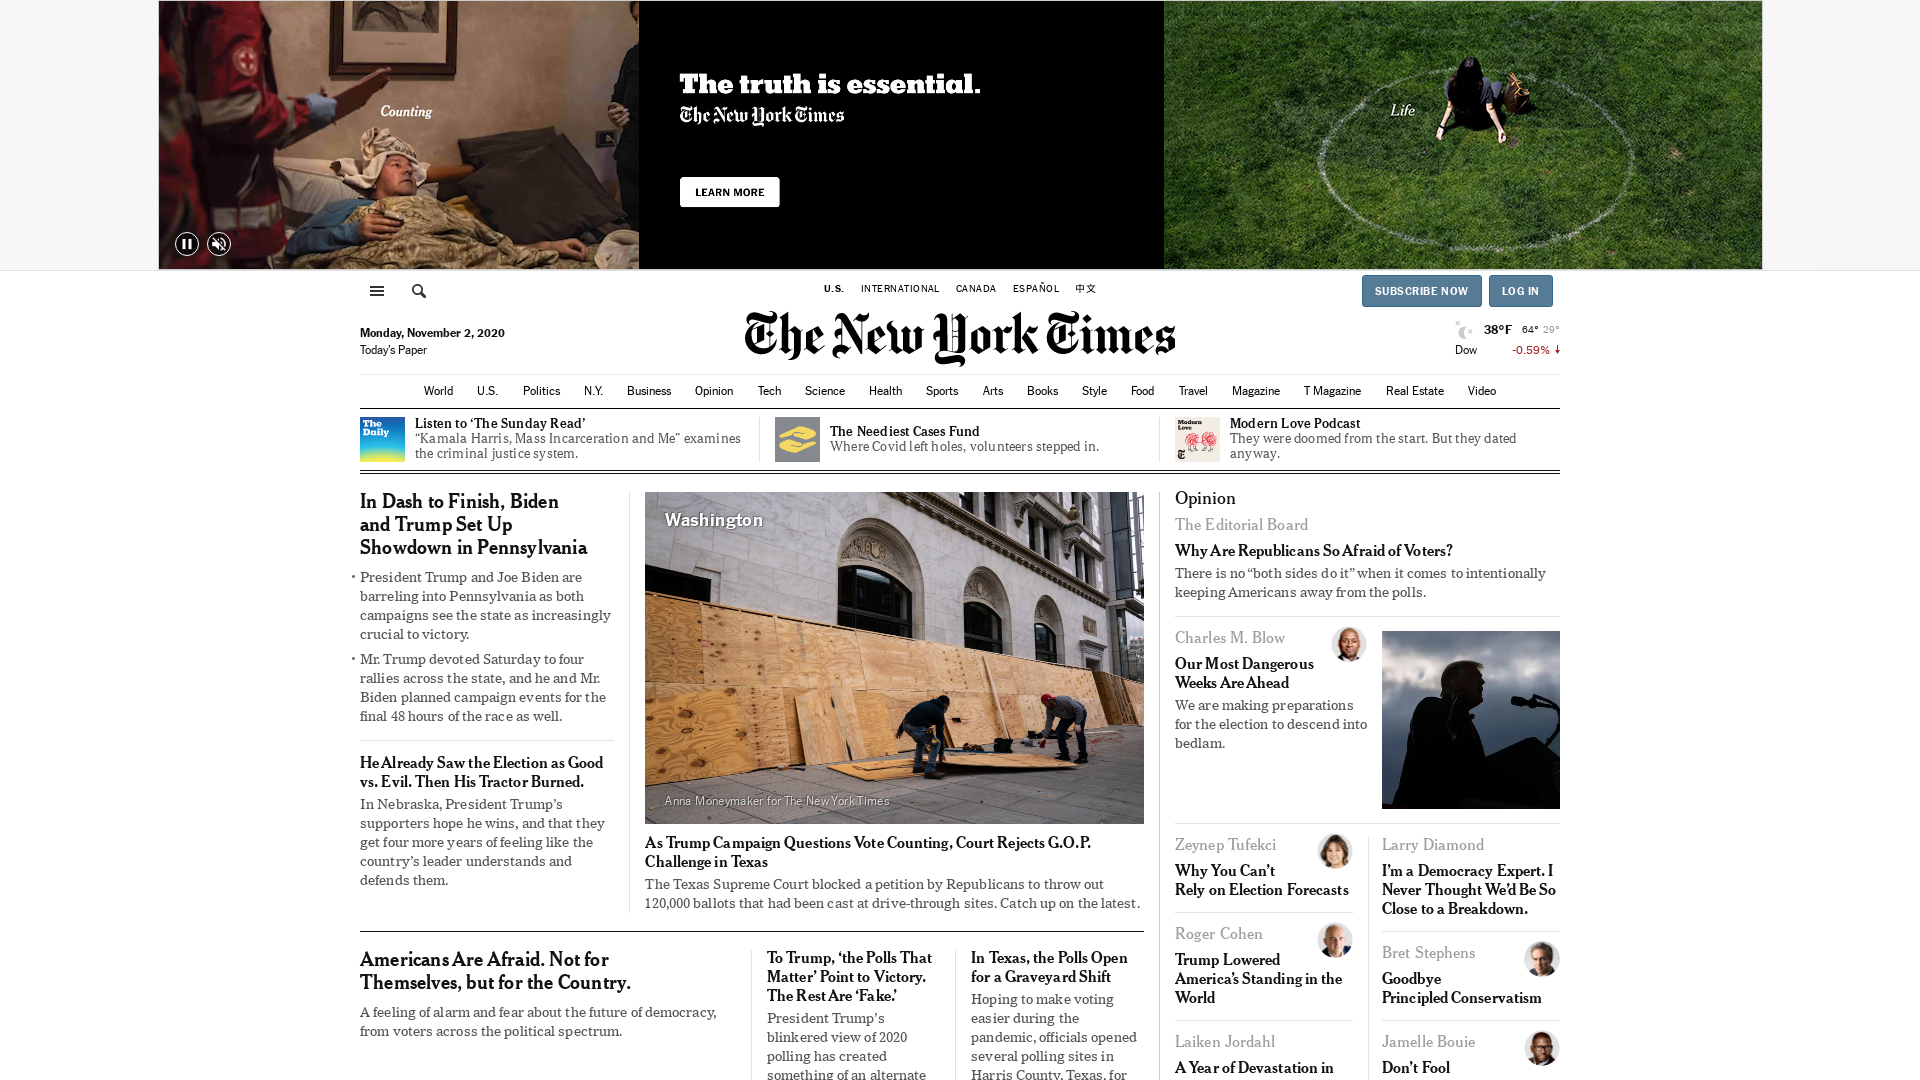 Counting
The truth is essential.
The New York Times
LEARN MORE
Life
U.S. INTERNATIONAL CANADA ESPAÑOL 中文
SUBSCRIBE NOW LOG IN
Monday, November 2, 2020
Today's Paper
The New York Times
38°F 64° 29°
Dow -0.59% ↓
World U.S. Politics N.Y. Business Opinion Tech Science Health Sports Arts Books Style Food Travel Magazine T Magazine Real Estate Video
The
Daily
Listen to ‘The Sunday Read’
“Kamala Harris, Mass Incarceration and Me” examines
the criminal justice system.
The Neediest Cases Fund
Where Covid left holes, volunteers stepped in.
Modern
Love
Modern Love Podcast
They were doomed from the start. But they dated
anyway.
In Dash to Finish, Biden
and Trump Set Up
Showdown in Pennsylvania
• President Trump and Joe Biden are
barreling into Pennsylvania as both
campaigns see the state as increasingly
crucial to victory.
• Mr. Trump devoted Saturday to four
rallies across the state, and he and Mr.
Biden planned campaign events for the
final 48 hours of the race as well.
He Already Saw the Election as Good
vs. Evil. Then His Tractor Burned.
In Nebraska, President Trump’s
supporters hope he wins, and that they
get four more years of feeling like the
country’s leader understands and
defends them.
Washington
Anna Moneymaker for The New York Times
As Trump Campaign Questions Vote Counting, Court Rejects G.O.P.
Challenge in Texas
The Texas Supreme Court blocked a petition by Republicans to throw out
120,000 ballots that had been cast at drive-through sites. Catch up on the latest.
Americans Are Afraid. Not for
Themselves, but for the Country.
A feeling of alarm and fear about the future of democracy,
from voters across the political spectrum.
To Trump, ‘the Polls That
Matter’ Point to Victory.
The Rest Are ‘Fake.’
President Trump’s
blinkered view of 2020
polling has created
something of an alternate
In Texas, the Polls Open
for a Graveyard Shift
Hoping to make voting
easier during the
pandemic, officials opened
several polling sites in
Harris County, Texas, for
Opinion
The Editorial Board
Why Are Republicans So Afraid of Voters?
There is no “both sides do it” when it comes to intentionally
keeping Americans away from the polls.
Charles M. Blow
Our Most Dangerous
Weeks Are Ahead
We are making preparations
for the election to descend into
bedlam.
Zeynep Tufekci
Why You Can’t
Rely on Election Forecasts
Roger Cohen
Trump Lowered
America’s Standing in the
World
Laiken Jordahl
A Year of Devastation in
Larry Diamond
I’m a Democracy Expert. I
Never Thought We’d Be So
Close to a Breakdown.
Bret Stephens
Goodbye
Principled Conservatism
Jamelle Bouie
Don’t Fool